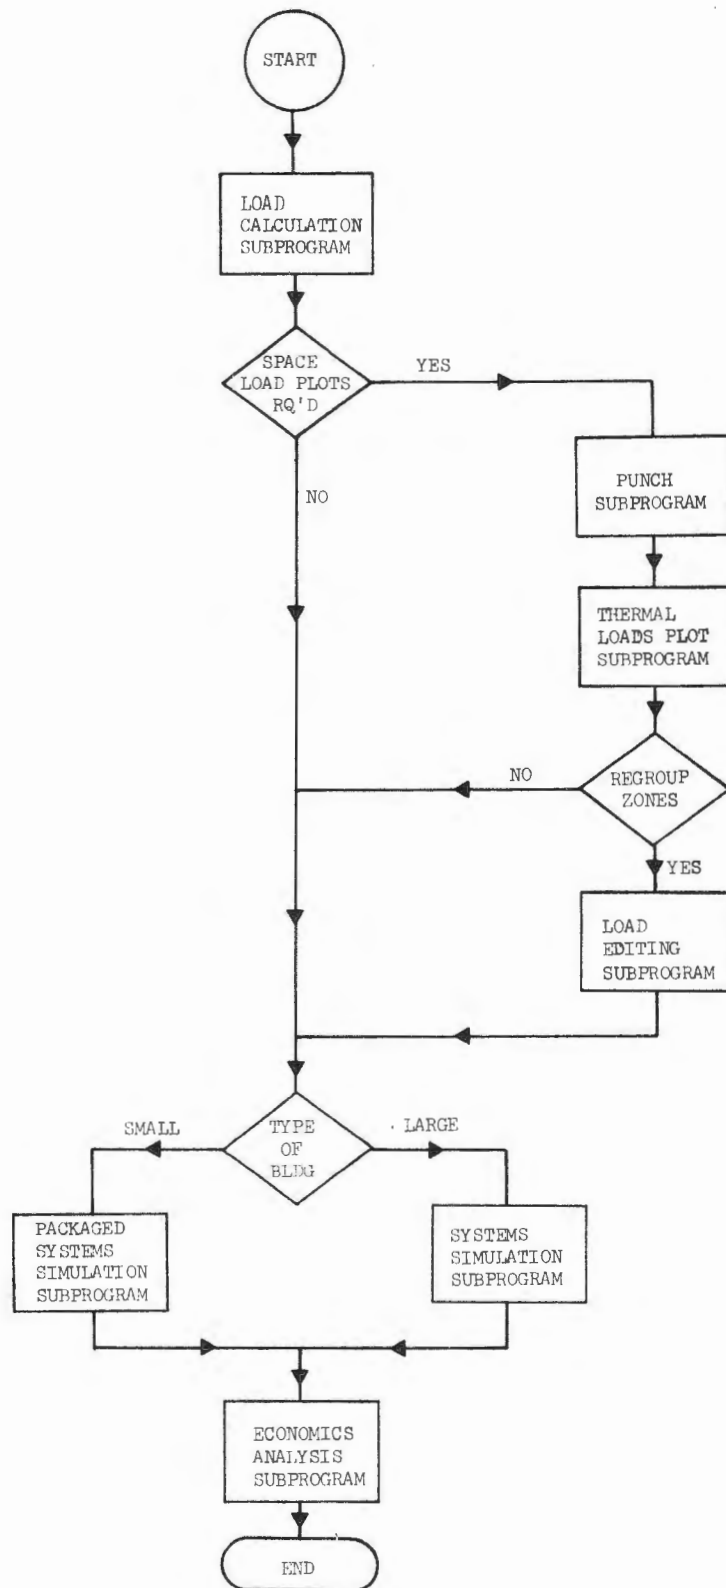 START
LOAD
CALCULATION
SUBPROGRAM
SPACE
LOAD PLOTS
RQ'D
YES
NO
PUNCH
SUBPROGRAM
THERMAL
LOADS PLOT
SUBPROGRAM
REGROUP
ZONES
NO
YES
LOAD
EDITING
SUBPROGRAM
TYPE
OF
BLDG
SMALL
LARGE
PACKAGED
SYSTEMS
SIMULATION
SUBPROGRAM
SYSTEMS
SIMULATION
SUBPROGRAM
ECONOMICS
ANALYSIS
SUBPROGRAM
END